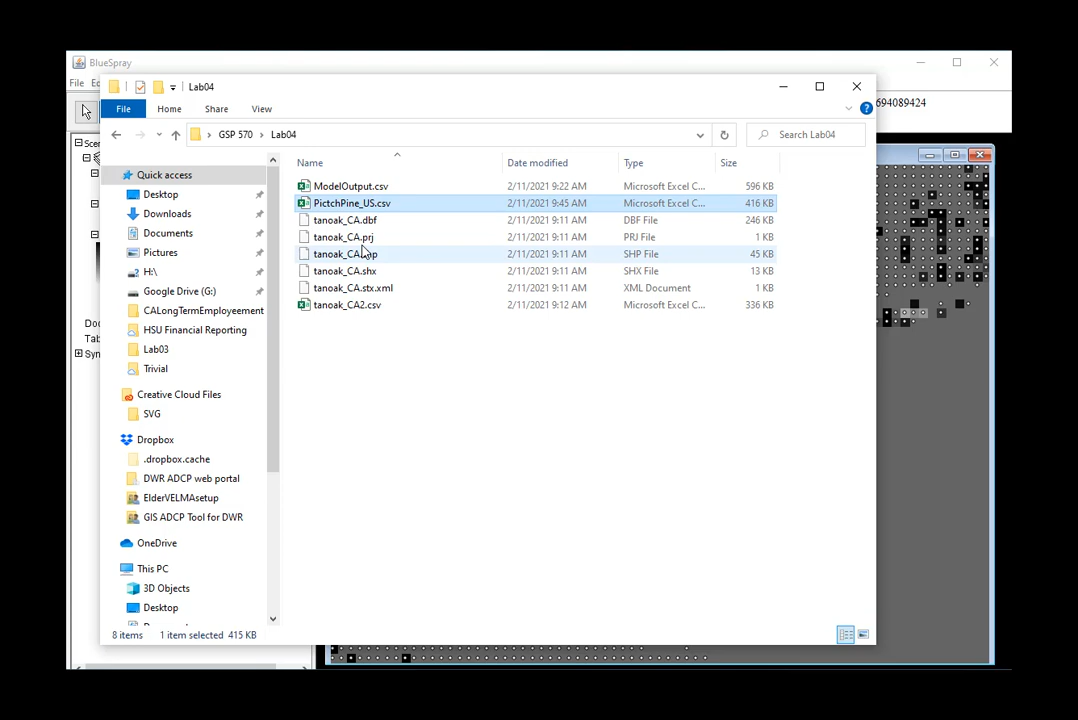 BlueSpray
File
Lab04
694089424
File Home Share View
GSP 570 > Lab04
Search Lab04
Name Date modified Type Size
Quick access
Desktop
Downloads
Documents
Pictures
H:\
Google Drive (G:)
CALongTermEmployeement
HSU Financial Reporting
Lab03
Trivial
Creative Cloud Files
SVG
Dropbox
.dropbox.cache
DWR ADCP web portal
ElderVELMAsetup
GIS ADCP Tool for DWR
OneDrive
This PC
3D Objects
Desktop
ModelOutput.csv 2/11/2021 9:22 AM Microsoft Excel C... 596 KB
PictchPine_US.csv 2/11/2021 9:45 AM Microsoft Excel C... 416 KB
tanoak_CA.dbf 2/11/2021 9:11 AM DBF File 246 KB
tanoak_CA.prj 2/11/2021 9:11 AM PRJ File 1 KB
2/11/2021 9:11 AM SHP File 45 KB
tanoak_CA.shx 2/11/2021 9:11 AM SHX File 13 KB
tanoak_CA.stx.xml 2/11/2021 9:11 AM XML Document 1 KB
tanoak_CA2.csv 2/11/2021 9:12 AM Microsoft Excel C... 336 KB
8 items 1 item selected 415 KB